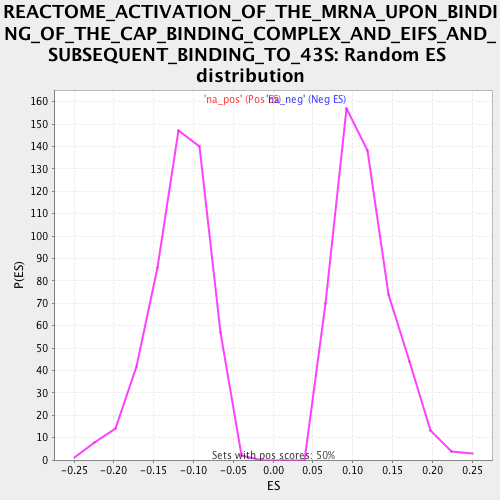 REACTOME_ACTIVATION_OF_THE_MRNA_UPON_BINDI
NG_OF_THE_CAP_BINDING_COMPLEX_AND_EIFS_AND_
SUBSEQUENT_BINDING_TO_43S: Random ES
distribution
'na_pos' (Pos ES) 'na_neg' (Neg ES)
160
150
140
130
120
110
100
90
80
70
60
50
40
30
20
10
0
P(ES)
Sets with pos scores: 50%
-0.25 -0.20 -0.15 -0.10 -0.05 0.00 0.05 0.10 0.15 0.20 0.25
ES